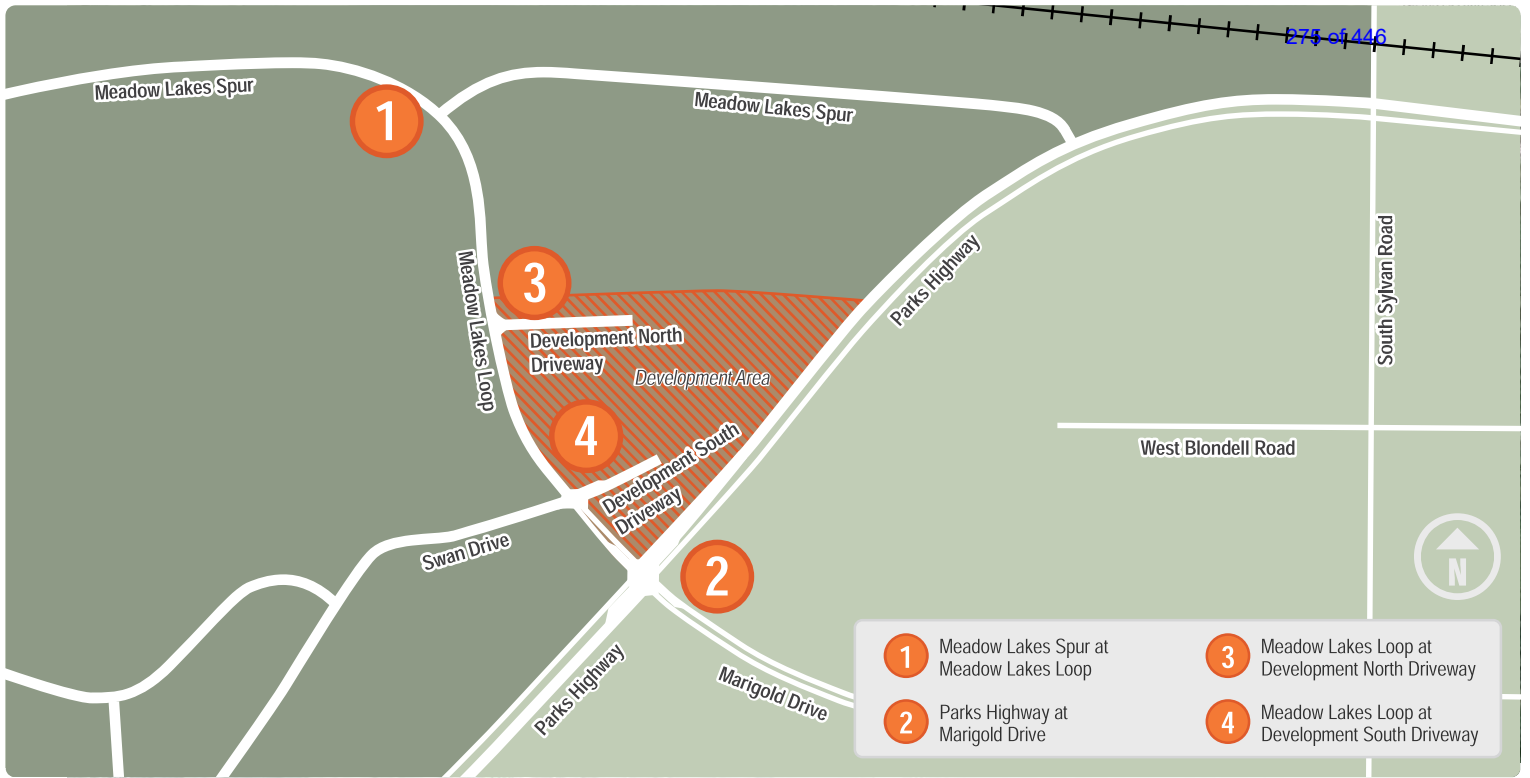 275 of 446
Meadow Lakes Spur
Meadow Lakes Spur
1
Meadow Lakes Loop
3
Parks Highway
South Sylvan Road
Development North
Driveway
Development Area
4
Development South
Driveway
West Blondell Road
Swan Drive
2
N
Parks Highway
Marigold Drive
1 Meadow Lakes Spur at
Meadow Lakes Loop
2 Parks Highway at
Marigold Drive
3 Meadow Lakes Loop at
Development North Driveway
4 Meadow Lakes Loop at
Development South Driveway